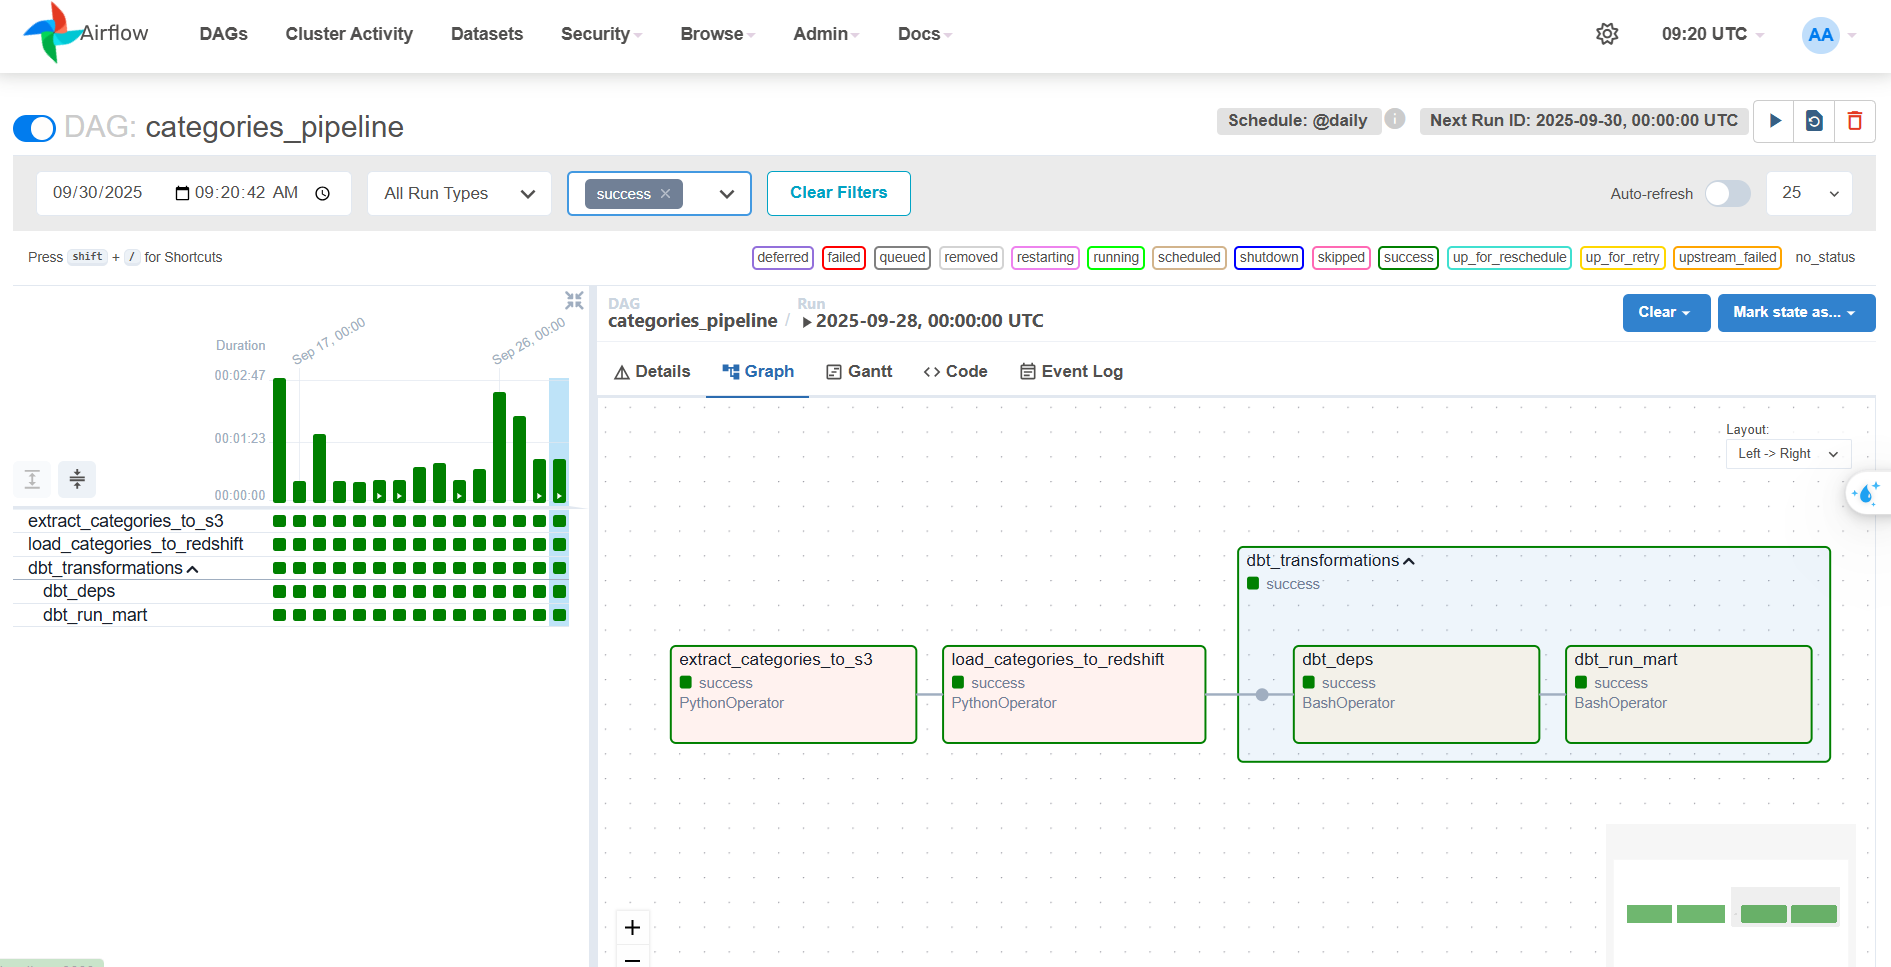 Airflow
DAGs
Cluster Activity
Datasets
Security
Browse
Admin
Docs
09:20 UTC
AA
DAG: categories_pipeline
Schedule: @daily
Next Run ID: 2025-09-30, 00:00:00 UTC
09/30/2025 09:20:42 AM
All Run Types
success
Clear Filters
Auto-refresh
25
Press shift + / for Shortcuts
deferred
failed
queued
removed
restarting
running
scheduled
shutdown
skipped
success
up_for_reschedule
up_for_retry
upstream_failed
no_status
Duration
Sep 17, 00:00
Sep 26, 00:00
00:02:47
00:01:23
00:00:00
extract_categories_to_s3
load_categories_to_redshift
dbt_transformations
dbt_deps
dbt_run_mart
DAG
categories_pipeline
/
Run
2025-09-28, 00:00:00 UTC
Clear
Mark state as...
Details
Graph
Gantt
Code
Event Log
Layout:
Left -> Right
extract_categories_to_s3
success
PythonOperator
load_categories_to_redshift
success
PythonOperator
dbt_transformations
success
dbt_deps
success
BashOperator
dbt_run_mart
success
BashOperator